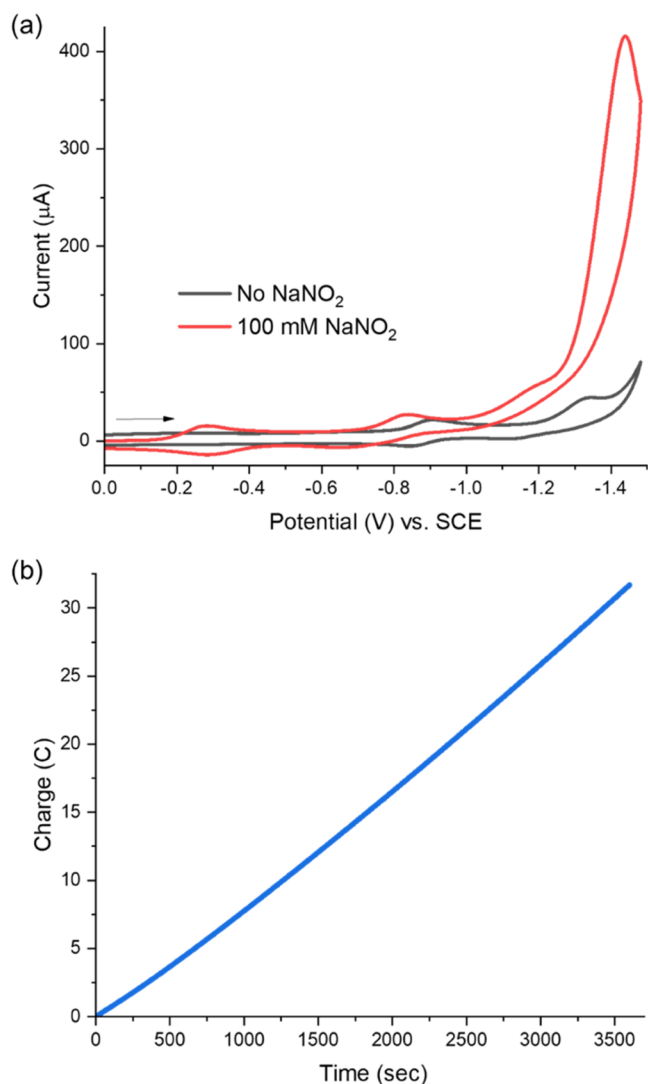 (a)
400
300
200
100
0
Current (μA)
No NaNO₂
100 mM NaNO₂
0.0 -0.2 -0.4 -0.6 -0.8 -1.0 -1.2 -1.4
Potential (V) vs. SCE
(b)
30
25
20
15
10
5
0
Charge (C)
0 500 1000 1500 2000 2500 3000 3500
Time (sec)